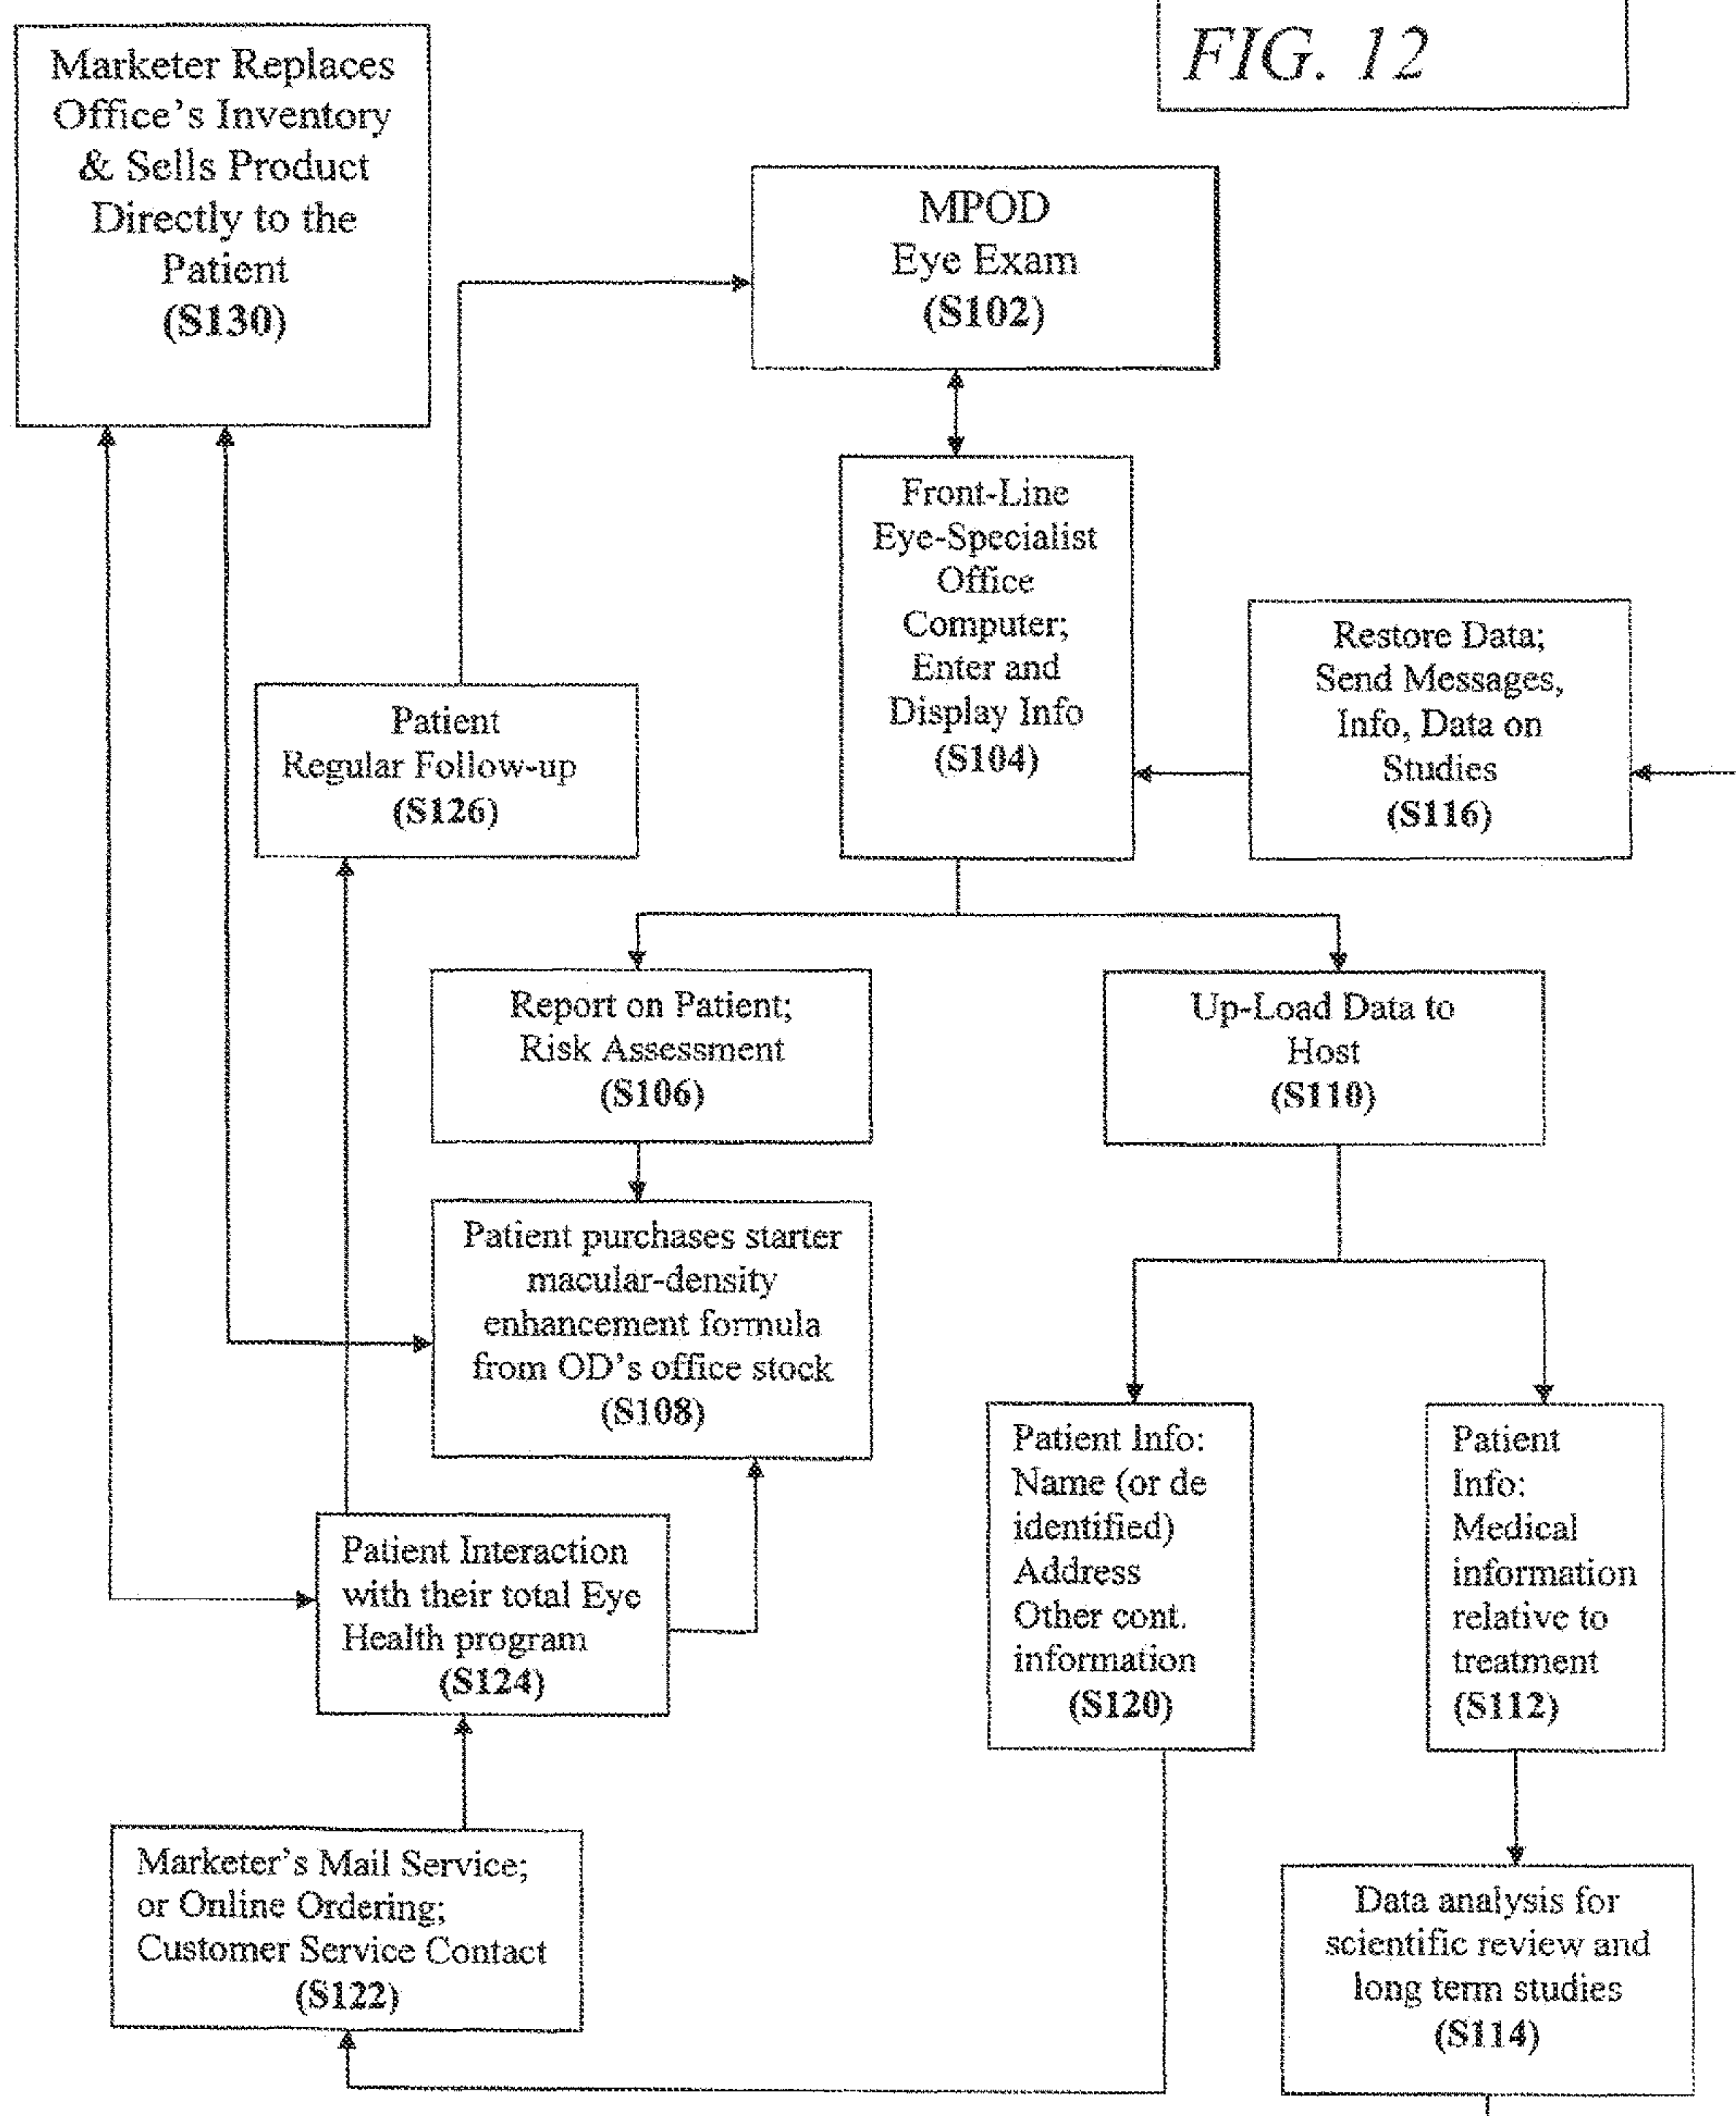 FIG. 12
Marketer Replaces
Office's Inventory
& Sells Product
Directly to the
Patient
(S130)
MPOD
Eye Exam
(S102)
Front-Line
Eye-Specialist
Office
Computer;
Enter and
Display Info
(S104)
Restore Data;
Send Messages,
Info, Data on
Studies
(S116)
Patient
Regular Follow-up
(S126)
Report on Patient;
Risk Assessment
(S106)
Up-Load Data to
Host
(S110)
Patient purchases starter
macular-density
enhancement formula
from OD's office stock
(S108)
Patient Info:
Name (or de
identified)
Address
Other cont.
information
(S120)
Patient
Info:
Medical
information
relative to
treatment
(S112)
Patient Interaction
with their total Eye
Health program
(S124)
Marketer's Mail Service;
or Online Ordering;
Customer Service Contact
(S122)
Data analysis for
scientific review and
long term studies
(S114)